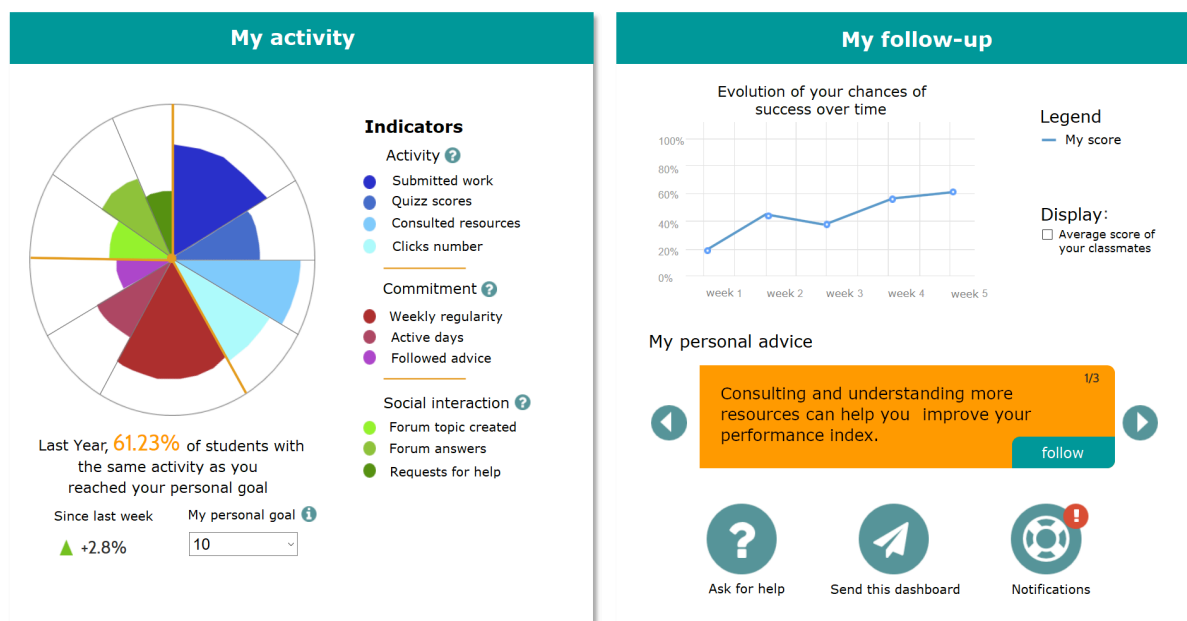 My activity
Indicators
Activity ?
Submitted work
Quizz scores
Consulted resources
Clicks number
Commitment ?
Weekly regularity
Active days
Followed advice
Social interaction ?
Forum topic created
Forum answers
Requests for help
Last Year, 61.23% of students with
the same activity as you
reached your personal goal
Since last week
+2.8%
My personal goal i
10
My follow-up
Evolution of your chances of
success over time
100%
80%
60%
40%
20%
0%
week 1 week 2 week 3 week 4 week 5
Legend
My score
Display:
Average score of
your classmates
My personal advice
1/3
Consulting and understanding more
resources can help you improve your
performance index.
follow
?
Ask for help
Send this dashboard
!
Notifications